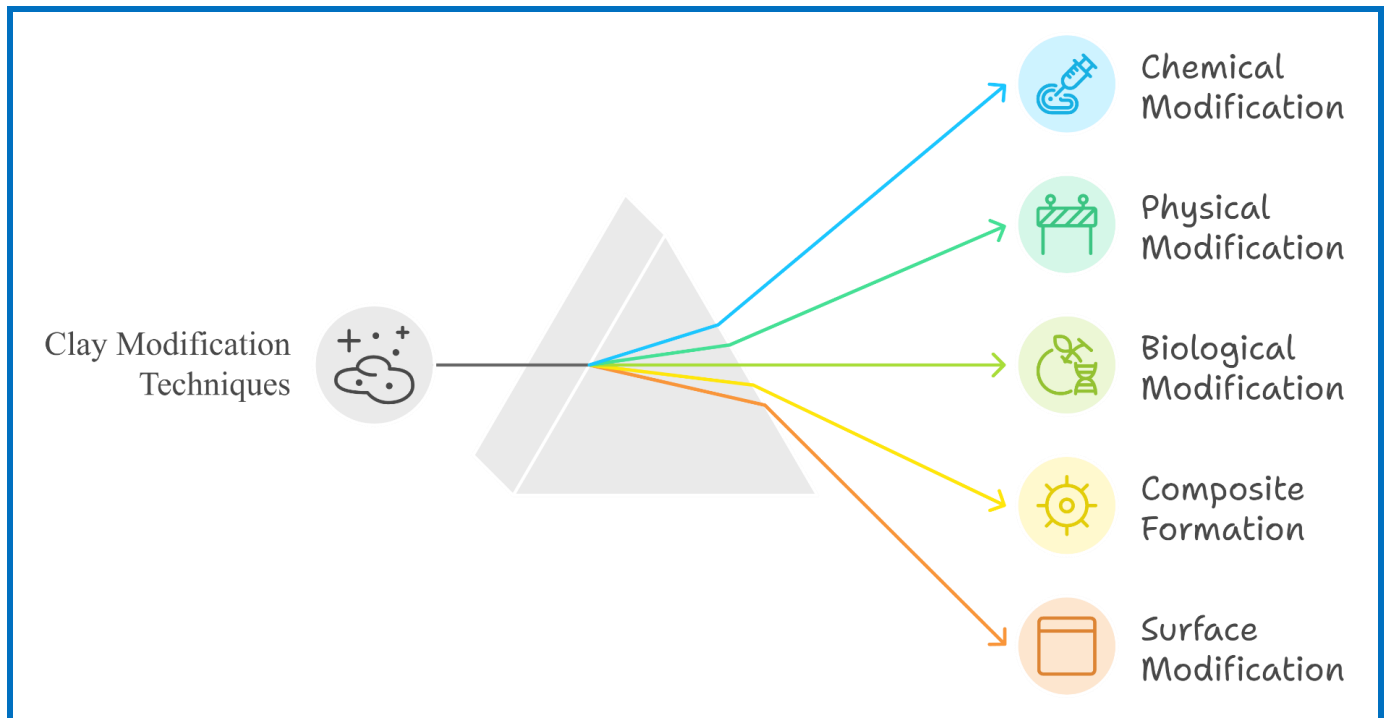 Clay Modification
Techniques
Chemical
Modification
Physical
Modification
Biological
Modification
Composite
Formation
Surface
Modification